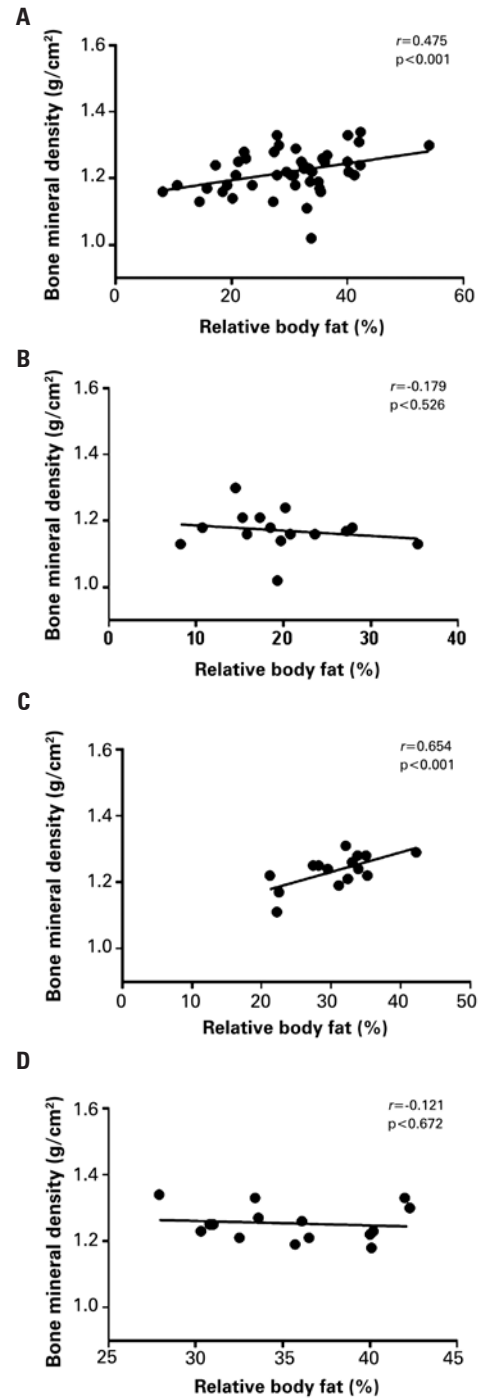 A
Bone mineral density (g/cm²)
1.6
1.4
1.2
1.0
r=0.475
p<0.001
0
20
40
60
Relative body fat (%)
B
Bone mineral density (g/cm²)
1.6
1.4
1.2
1.0
r=-0.179
p<0.526
0
10
20
30
40
Relative body fat (%)
C
Bone mineral density (g/cm²)
1.6
1.4
1.2
1.0
r=0.654
p<0.001
0
10
20
30
40
50
Relative body fat (%)
D
Bone mineral density (g/cm²)
1.6
1.4
1.2
1.0
r=-0.121
p<0.672
25
30
35
40
45
Relative body fat (%)